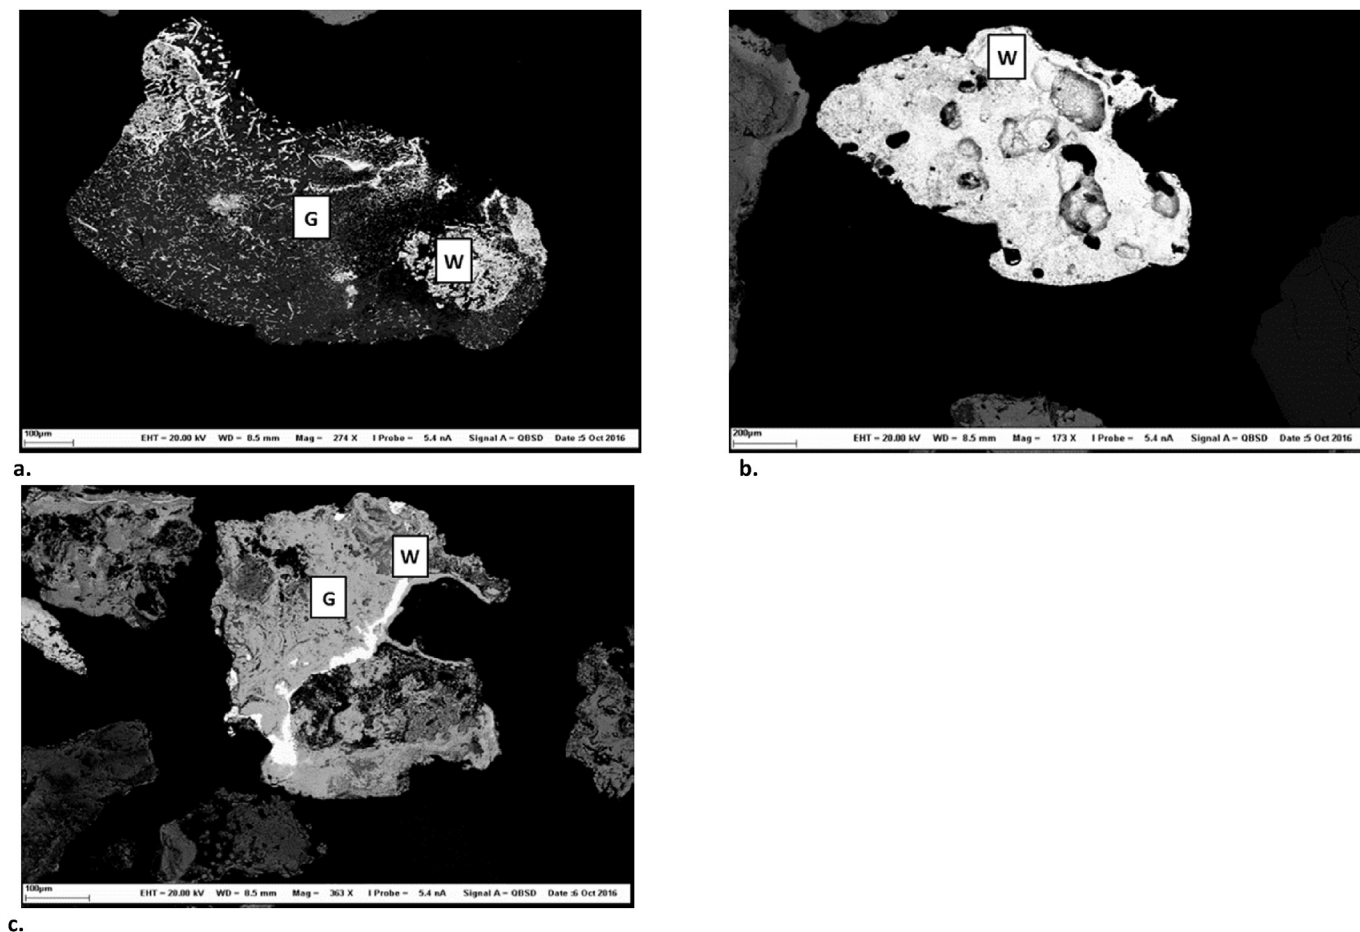 G
W
100µm EHT = 20.00 kV WD = 8.5 mm Mag = 274 X I Probe = 5.4 nA Signal A = QBSD Date :5 Oct 2016
a.
W
200µm EHT = 20.00 kV WD = 8.5 mm Mag = 173 X I Probe = 5.4 nA Signal A = QBSD Date :5 Oct 2016
b.
W
G
100µm EHT = 20.00 kV WD = 8.5 mm Mag = 363 X I Probe = 5.4 nA Signal A = QBSD Date :6 Oct 2016
c.